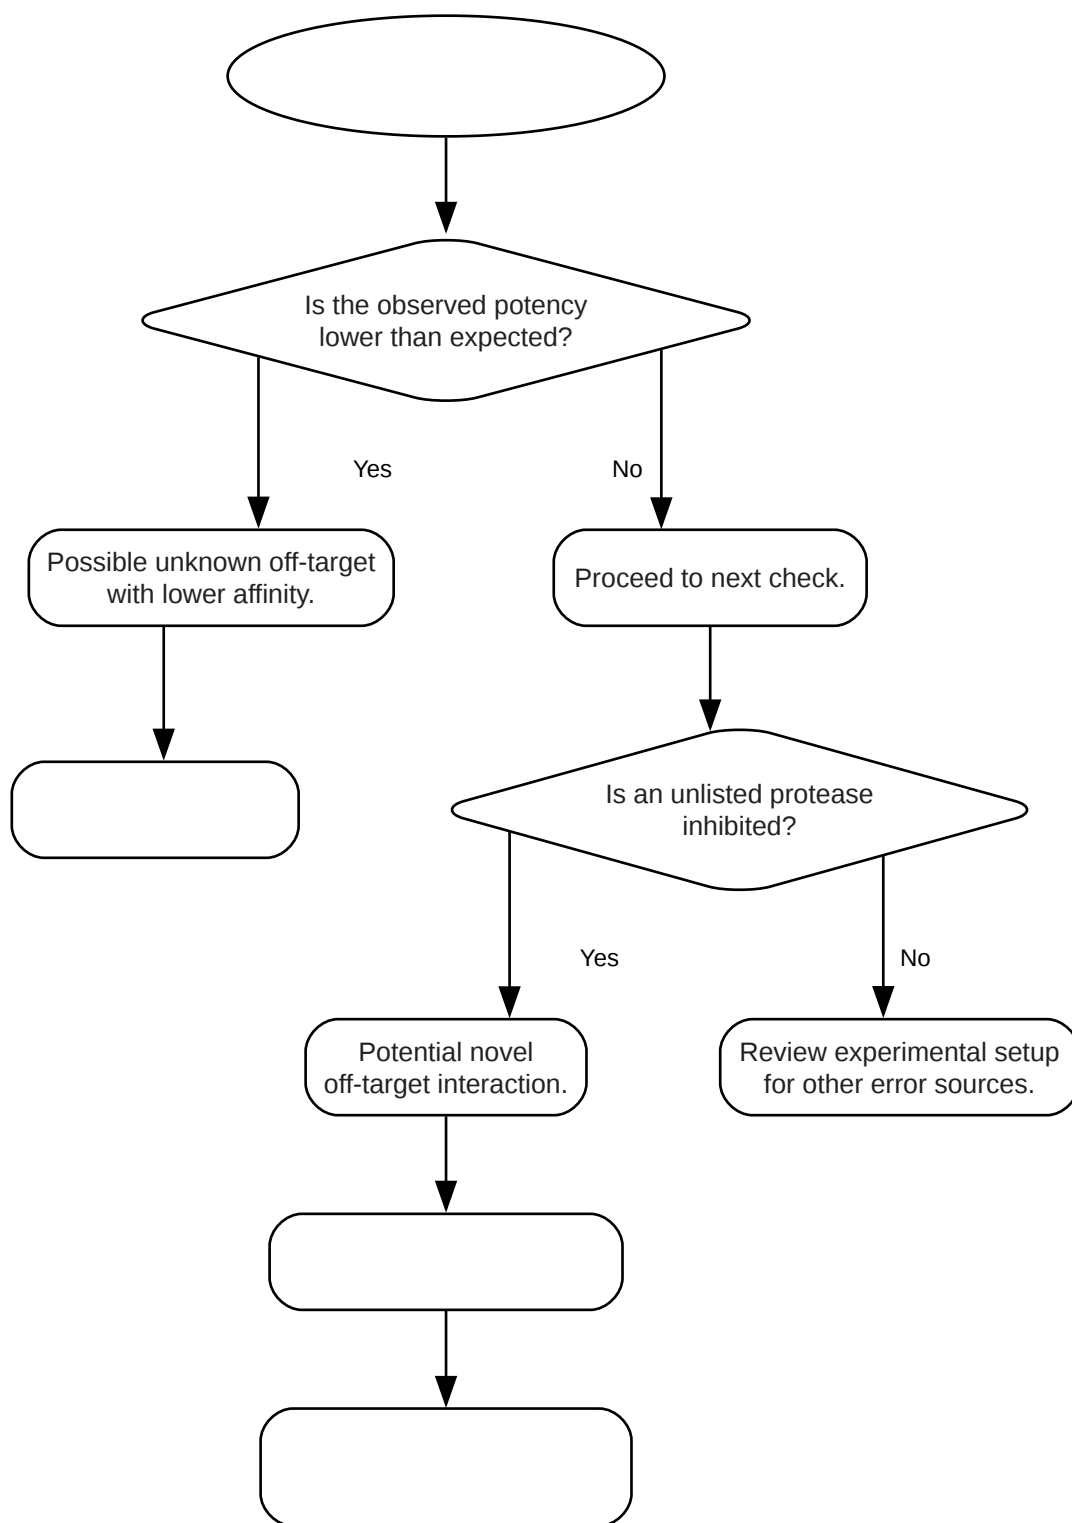 Is the observed potency
lower than expected?
Yes
No
Possible unknown off-target
with lower affinity.
Proceed to next check.
Is an unlisted protease
inhibited?
Yes
No
Potential novel
off-target interaction.
Review experimental setup
for other error sources.